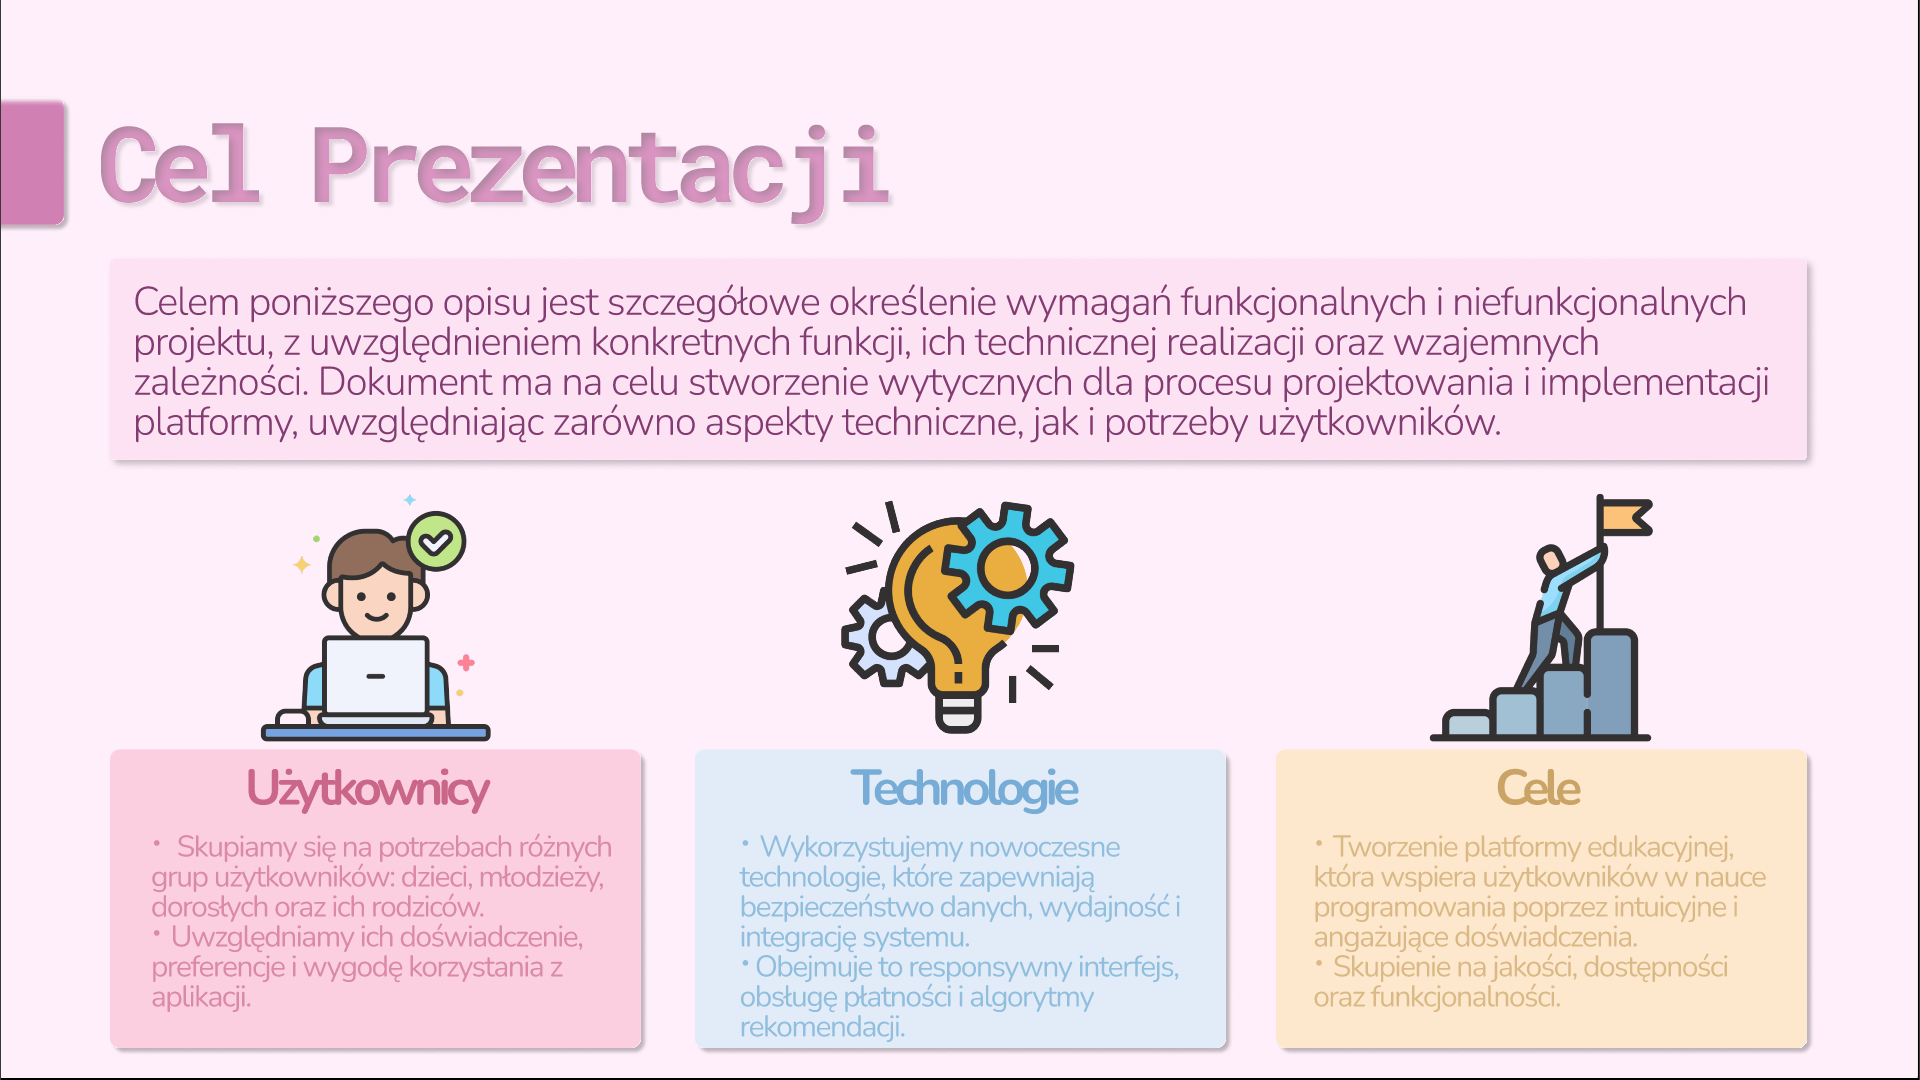 Cel Prezentacji
Celem poniższego opisu jest szczegółowe określenie wymagań funkcjonalnych i niefunkcjonalnych
projektu, z uwzględnieniem konkretnych funkcji, ich technicznej realizacji oraz wzajemnych
zależności. Dokument ma na celu stworzenie wytycznych dla procesu projektowania i implementacji
platformy, uwzględniając zarówno aspekty techniczne, jak i potrzeby użytkowników.
Użytkownicy
• Skupiamy się na potrzebach różnych
grup użytkowników: dzieci, młodzieży,
dorosłych oraz ich rodziców.
• Uwzględniamy ich doświadczenie,
preferencje i wygodę korzystania z
aplikacji.
Technologie
• Wykorzystujemy nowoczesne
technologie, które zapewniają
bezpieczeństwo danych, wydajność i
integrację systemu.
• Obejmuje to responsywny interfejs,
obsługę płatności i algorytmy
rekomendacji.
Cele
• Tworzenie platformy edukacyjnej,
która wspiera użytkowników w nauce
programowania poprzez intuicyjne i
angażujące doświadczenia.
• Skupienie na jakości, dostępności
oraz funkcjonalności.